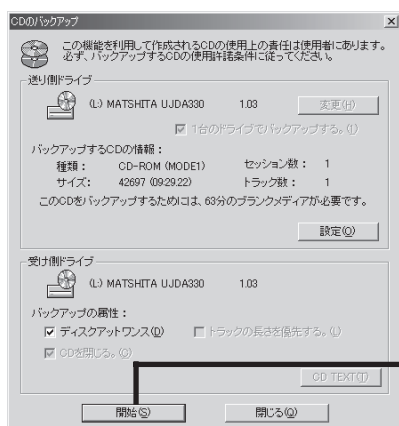 CDのバックアップ
この機能を利用して作成されるCDの使用上の責任は使用者にあります。
必ず、バックアップするCDの使用許諾条件に従ってください。
送り側ドライブ
(L:) MATSHITA UJDA330 1.03 変更(H)
1台のドライブでバックアップする。(I)
バックアップするCDの情報：
種類： CD-ROM (MODE1) セッション数： 1
サイズ： 42697 (09:29.22) トラック数： 1
このCDをバックアップするためには、63分のブランクメディアが必要です。
設定(O)
受け側ドライブ
(L:) MATSHITA UJDA330 1.03
バックアップの属性：
ディスクアットワンス(D) トラックの長さを優先する。(L)
CDを閉じる。(C)
CD TEXT(T)
開始(S) 閉じる(Q)